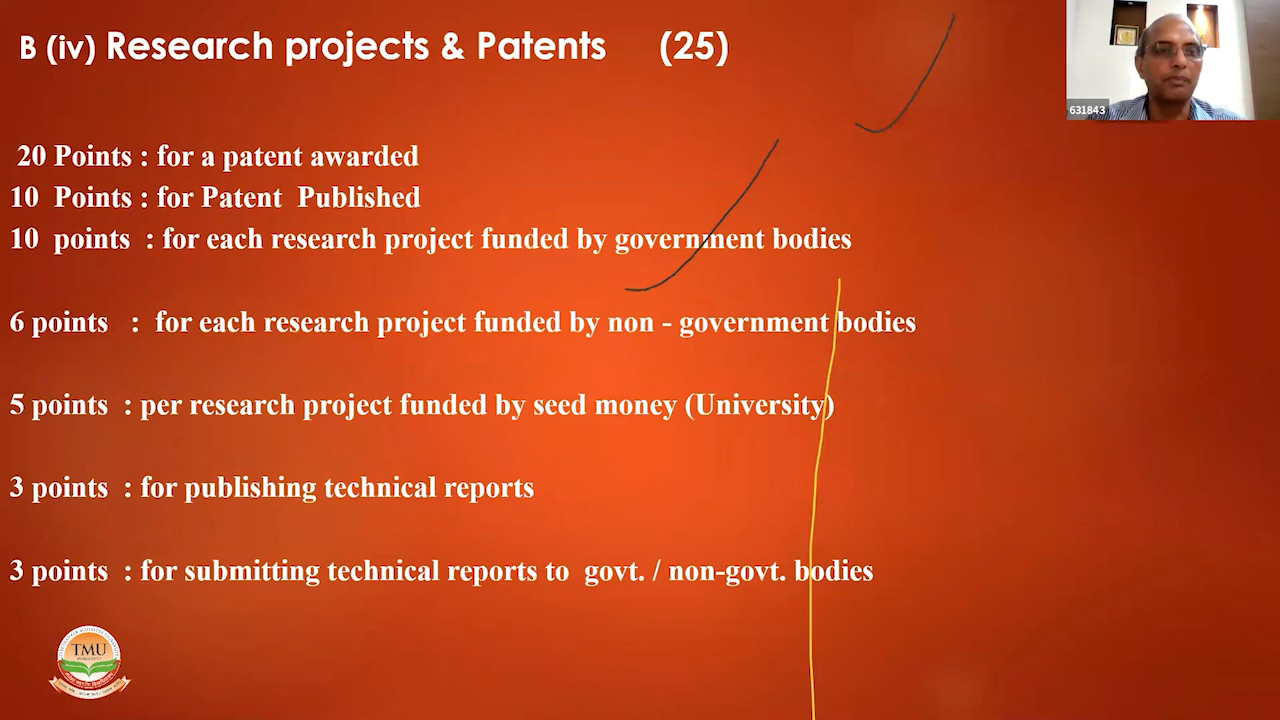 B (iv) Research projects & Patents (25)
631843
20 Points : for a patent awarded
10 Points : for Patent Published
10 points : for each research project funded by government bodies
6 points : for each research project funded by non - government bodies
5 points : per research project funded by seed money (University)
3 points : for publishing technical reports
3 points : for submitting technical reports to govt. / non-govt. bodies
TMU